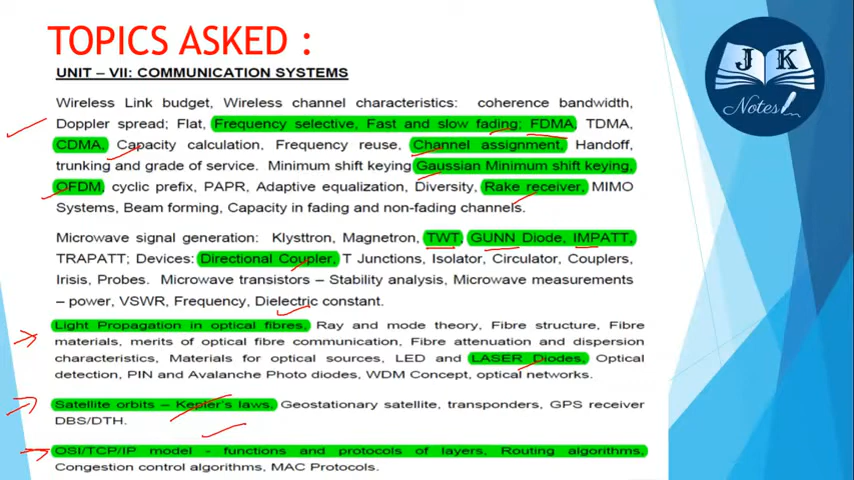 TOPICS ASKED :
JK
Notes
UNIT – VII: COMMUNICATION SYSTEMS
Wireless Link budget, Wireless channel characteristics: coherence bandwidth,
Doppler spread; Flat, Frequency selective, Fast and slow fading; FDMA, TDMA,
CDMA, Capacity calculation, Frequency reuse, Channel assignment, Handoff,
trunking and grade of service. Minimum shift keying Gaussian Minimum shift keying,
OFDM, cyclic prefix, PAPR, Adaptive equalization, Diversity, Rake receiver, MIMO
Systems, Beam forming, Capacity in fading and non-fading channels.
Microwave signal generation: Klysttron, Magnetron, TWT, GUNN Diode, IMPATT,
TRAPATT; Devices: Directional Coupler, T Junctions, Isolator, Circulator, Couplers,
Irisis, Probes. Microwave transistors – Stability analysis, Microwave measurements
– power, VSWR, Frequency, Dielectric constant.
Light Propagation in optical fibres, Ray and mode theory, Fibre structure, Fibre
materials, merits of optical fibre communication, Fibre attenuation and dispersion
characteristics, Materials for optical sources, LED and LASER Diodes, Optical
detection, PIN and Avalanche Photo diodes, WDM Concept, optical networks.
Satellite orbits – Kepler's laws, Geostationary satellite, transponders, GPS receiver
DBS/DTH.
OSI/TCP/IP model - functions and protocols of layers, Routing algorithms,
Congestion control algorithms, MAC Protocols.